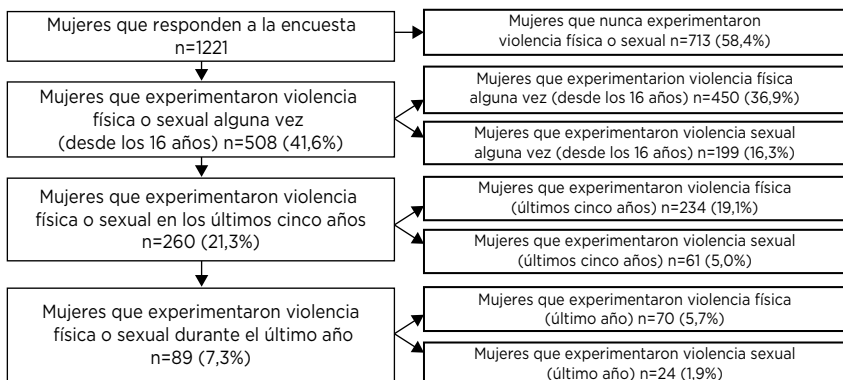 Mujeres que responden a la encuesta
n=1221
Mujeres que nunca experimentaron
violencia física o sexual n=713 (58,4%)
Mujeres que experimentaron violencia
física o sexual alguna vez
(desde los 16 años) n=508 (41,6%)
Mujeres que experimentarion violencia física
alguna vez (desde los 16 años) n=450 (36,9%)
Mujeres que experimentaron violencia sexual
alguna vez (desde los 16 años) n=199 (16,3%)
Mujeres que experimentaron violencia
física o sexual en los últimos cinco años
n=260 (21,3%)
Mujeres que experimentaron violencia física
(últimos cinco años) n=234 (19,1%)
Mujeres que experimentaron violencia sexual
(últimos cinco años) n=61 (5,0%)
Mujeres que experimentaron violencia
física o sexual durante el último año
n=89 (7,3%)
Mujeres que experimentaron violencia física
(último año) n=70 (5,7%)
Mujeres que experimentaron violencia sexual
(último año) n=24 (1,9%)